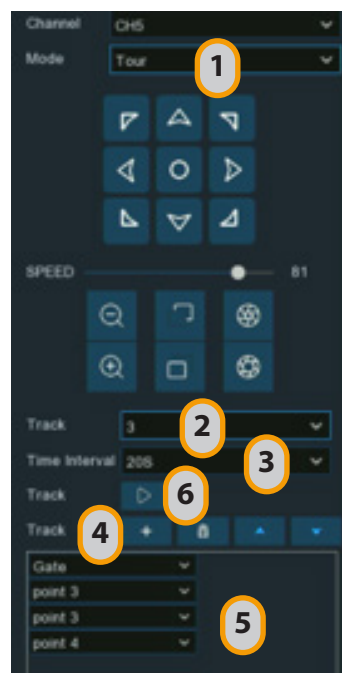 Channel CH5
Mode Tour
1
SPEED 81
Track 3 2
Time Interval 20S 3
Track 6
Track 4
Gate
point 3
point 3
5
point 4